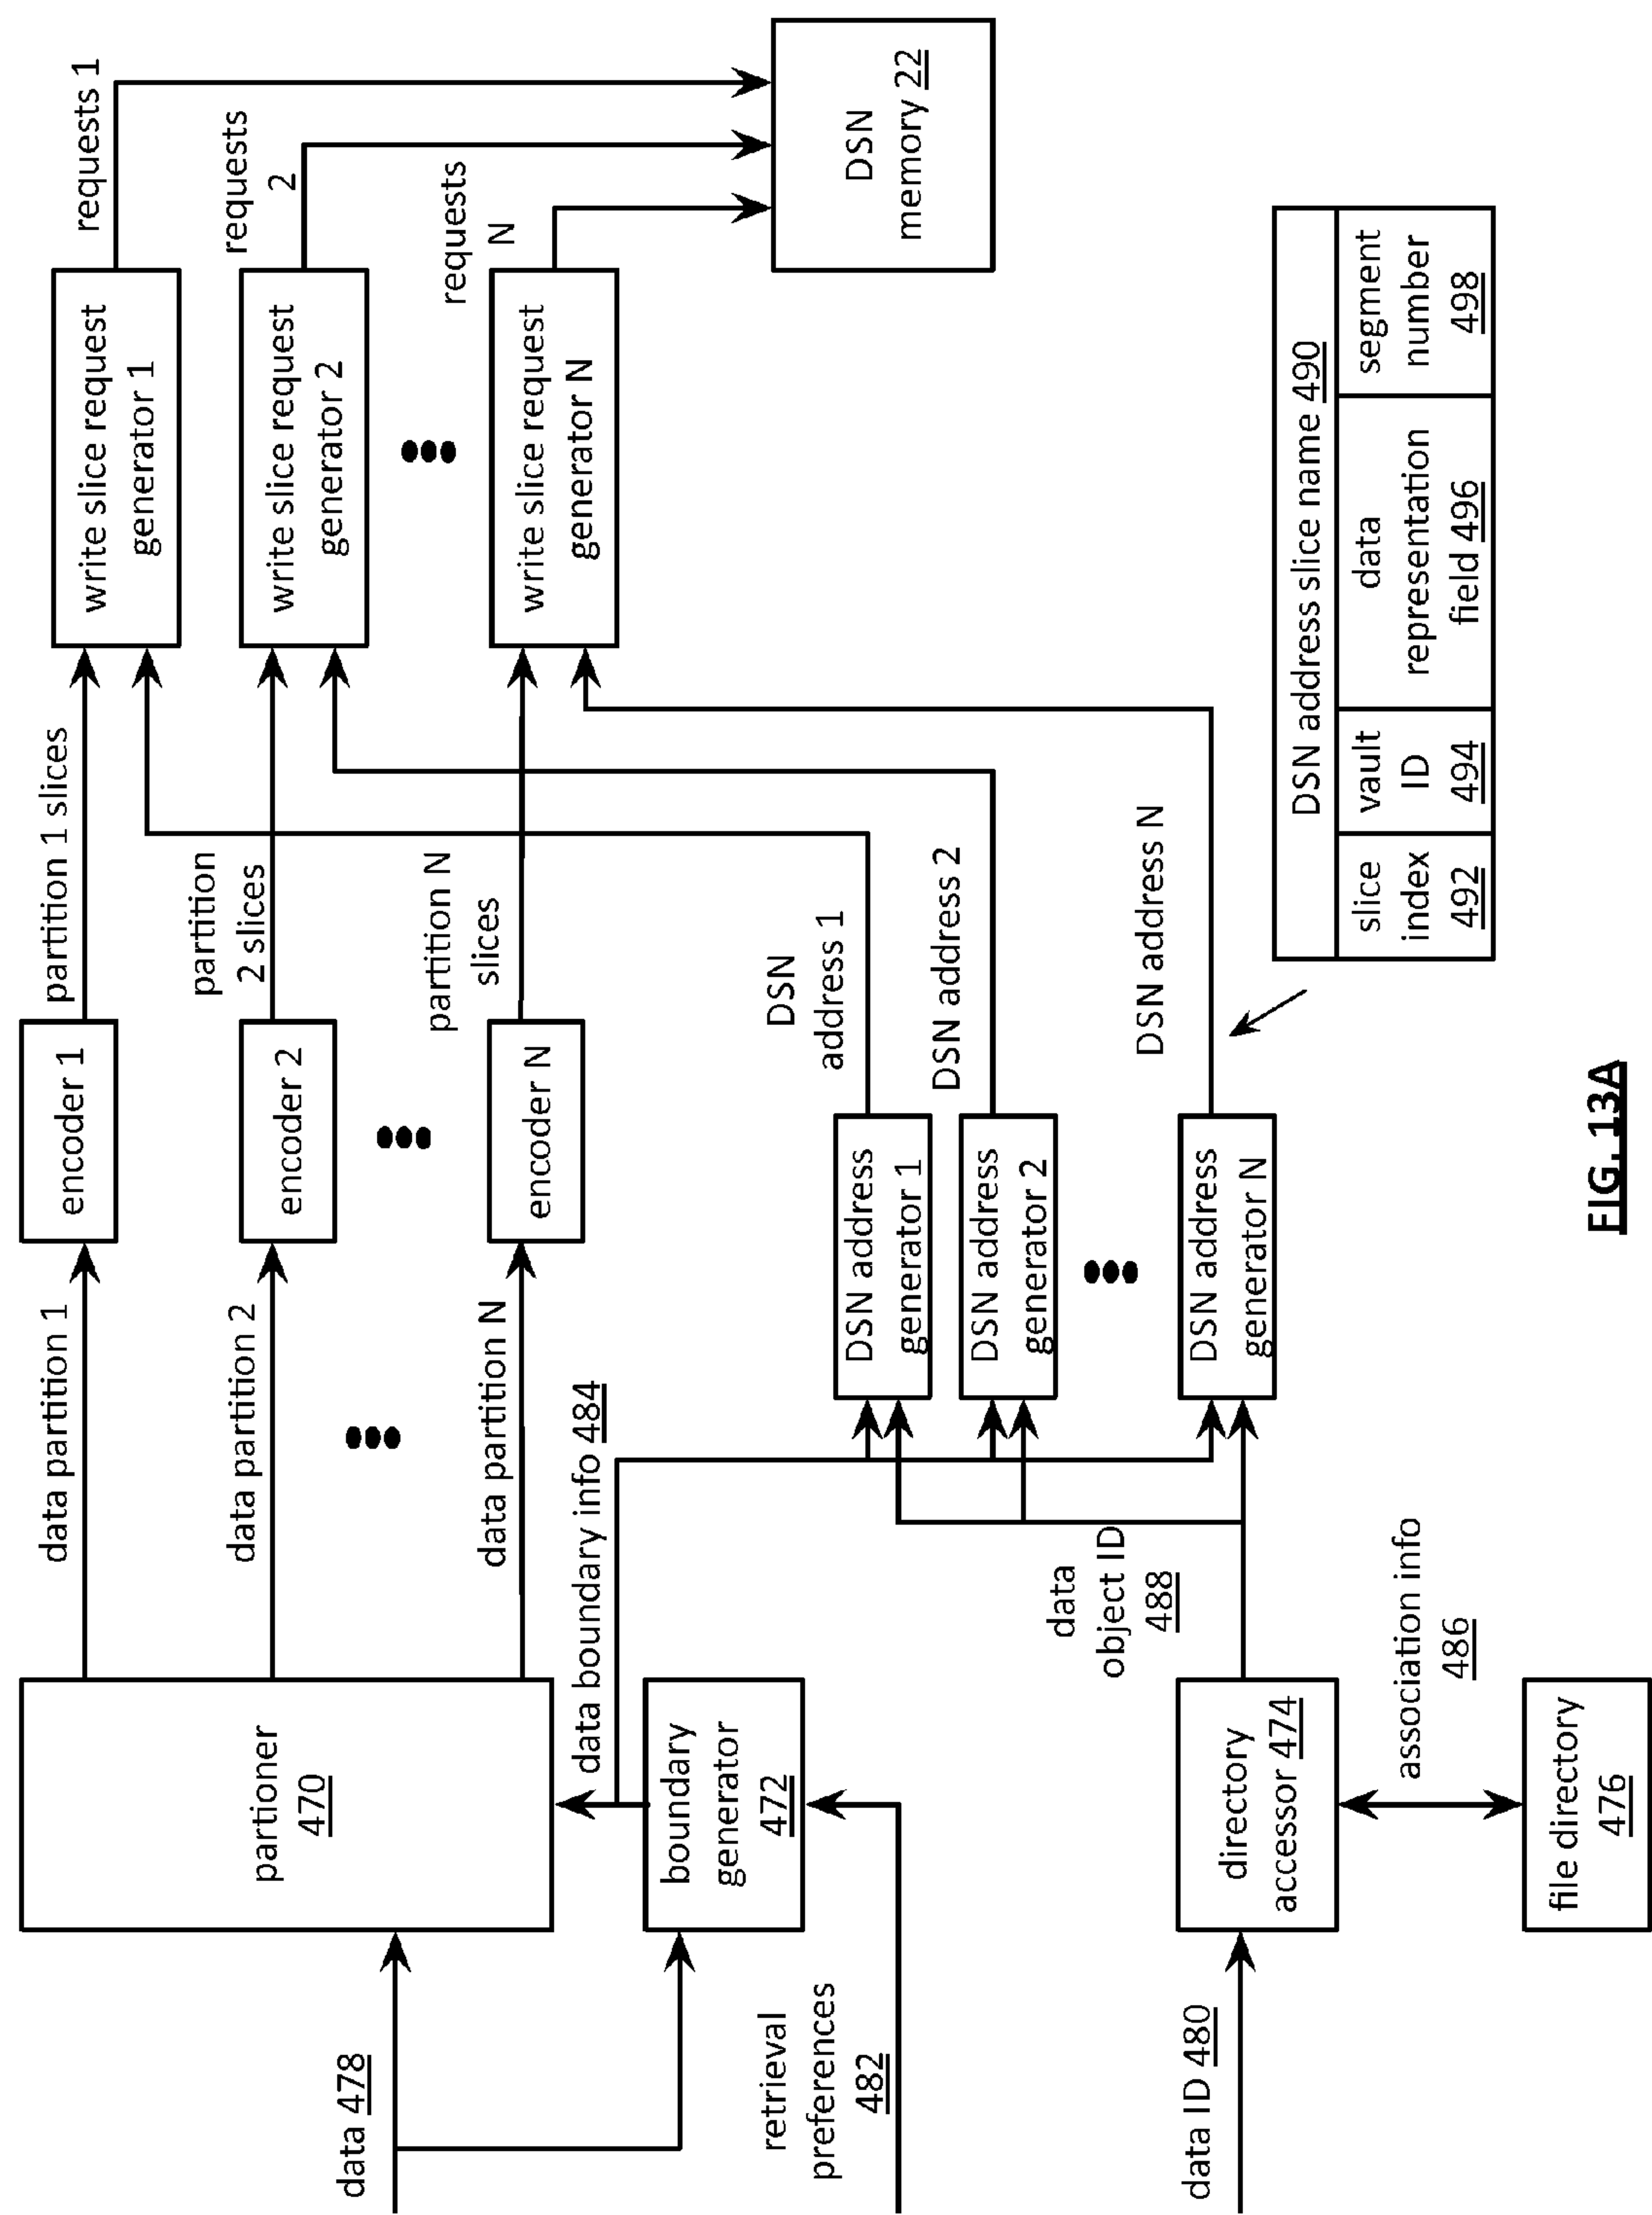 data 478
retrieval
preferences
482
data ID 480
partioner
470
boundary
generator
472
directory
accessor 474
file directory
476
association info
486
data boundary info 484
data
object ID
488
data partition 1
data partition 2
data partition N
encoder 1
encoder 2
encoder N
DSN address
generator 1
DSN address
generator 2
DSN address
generator N
partition 1 slices
partition
2 slices
partition N
slices
DSN
address 1
DSN address 2
DSN address N
write slice request
generator 1
write slice request
generator 2
write slice request
generator N
requests 1
requests
2
requests
N
DSN
memory 22
DSN address slice name 490
slice
index
492
vault
ID
494
data
representation
field 496
segment
number
498
FIG. 13A